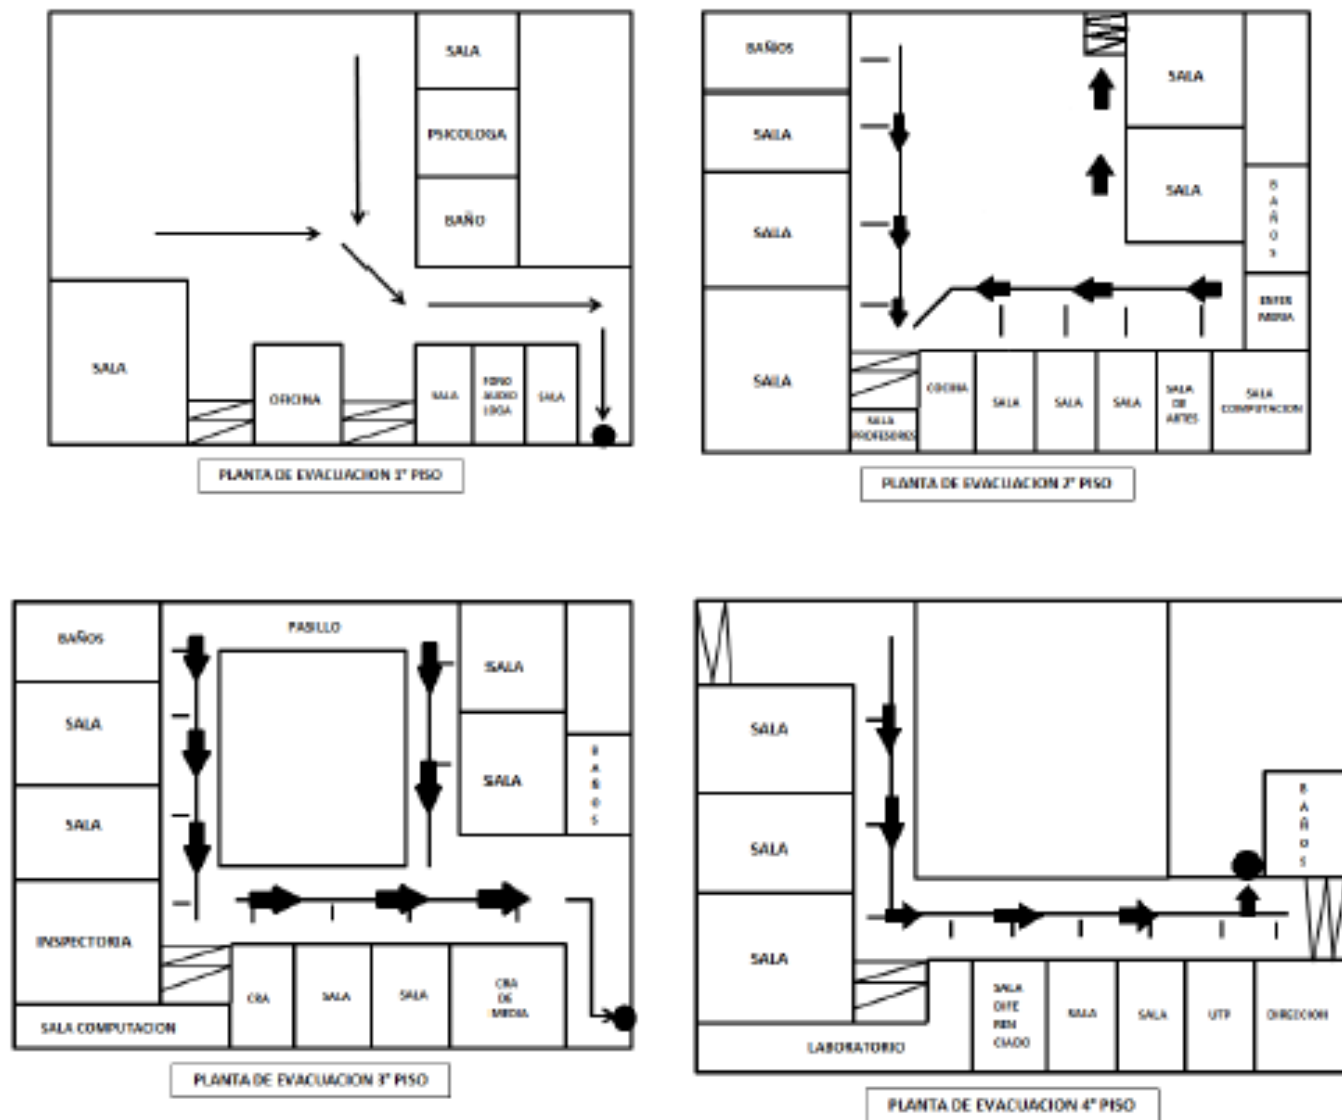 SALA
PSICOLOGA
BAÑO
SALA
OFICINA
SALA
FONO
AUDIO
LOGA
SALA
PLANTA DE EVACUACION 1° PISO
BAÑOS
SALA
SALA
SALA
SALA
SALA
BAÑOS
ENFER
MERIA
SALA
PROFESORES
COCINA
SALA
SALA
SALA
SALA
DE
ARTES
SALA
COMPUTACION
PLANTA DE EVACUACION 2° PISO
BAÑOS
PASILLO
SALA
SALA
SALA
SALA
BAÑOS
INSPECTORIA
CRA
SALA
SALA
CRA
DE
MEDIA
SALA COMPUTACION
PLANTA DE EVACUACION 3° PISO
SALA
SALA
SALA
BAÑOS
LABORATORIO
SALA
DIFE
REN
CIADO
SALA
SALA
UTP
DIRECCION
PLANTA DE EVACUACION 4° PISO